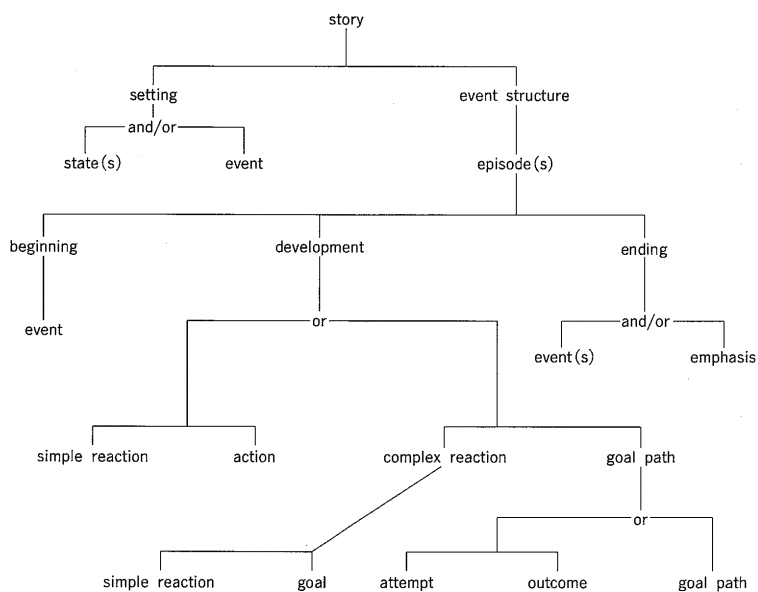 story
setting
event structure
and/or
state(s)
event
episode(s)
beginning
development
ending
event
or
and/or
event(s)
emphasis
simple reaction
action
complex reaction
goal path
or
simple reaction
goal
attempt
outcome
goal path